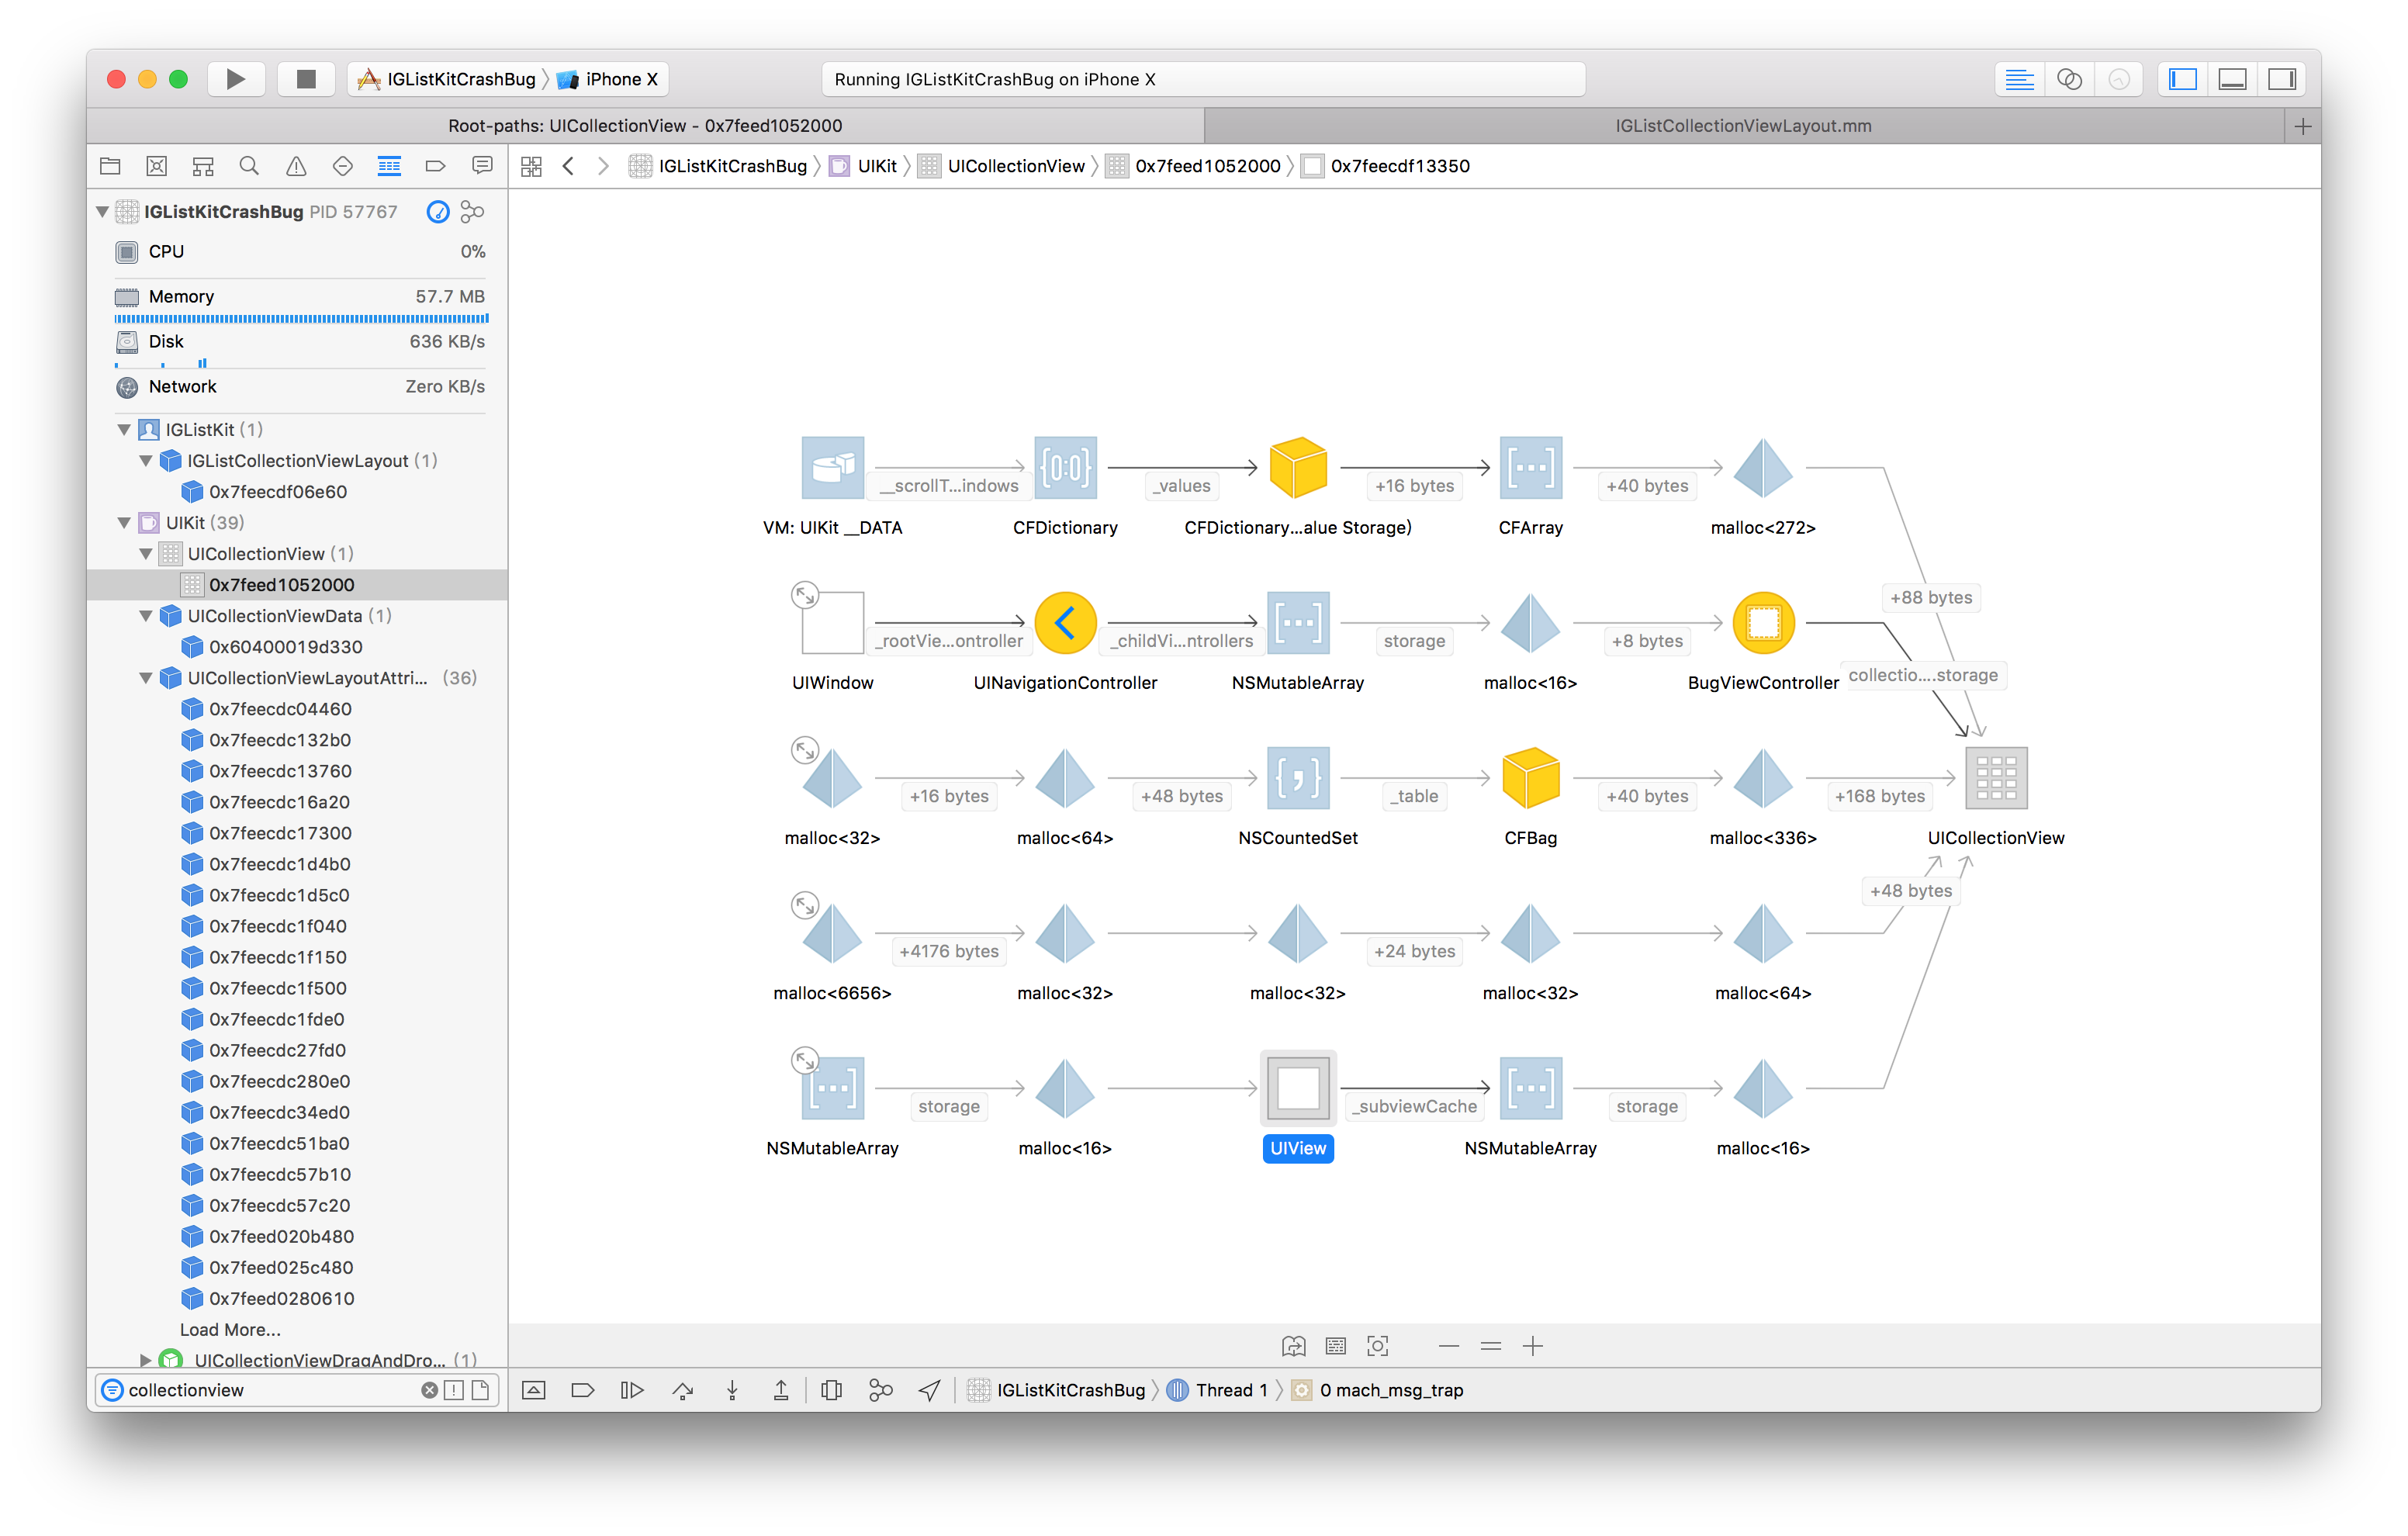 IGListKitCrashBug iPhone X
Running IGListKitCrashBug on iPhone X
Root-paths: UICollectionView - 0x7feed1052000
IGListCollectionViewLayout.mm
IGListKitCrashBug UIKit UICollectionView 0x7feed1052000 0x7feecdf13350
IGListKitCrashBug PID 57767
CPU 0%
Memory 57.7 MB
Disk 636 KB/s
Network Zero KB/s
IGListKit (1)
IGListCollectionViewLayout (1)
0x7feecdf06e60
UIKit (39)
UICollectionView (1)
0x7feed1052000
UICollectionViewData (1)
0x60400019d330
UICollectionViewLayoutAttri... (36)
0x7feecdc04460
0x7feecdc132b0
0x7feecdc13760
0x7feecdc16a20
0x7feecdc17300
0x7feecdc1d4b0
0x7feecdc1d5c0
0x7feecdc1f040
0x7feecdc1f150
0x7feecdc1f500
0x7feecdc1fde0
0x7feecdc27fd0
0x7feecdc280e0
0x7feecdc34ed0
0x7feecdc51ba0
0x7feecdc57b10
0x7feecdc57c20
0x7feed020b480
0x7feed025c480
0x7feed0280610
Load More...
UICollectionViewDragAndDro... (1)
collectionview
__scrollT...indows _values +16 bytes +40 bytes
VM: UIKit __DATA CFDictionary CFDictionary...alue Storage) CFArray malloc<272>
+88 bytes
_rootVie...ontroller _childVi...ntrollers storage +8 bytes
collectio....storage
UIWindow UINavigationController NSMutableArray malloc<16> BugViewController
+16 bytes +48 bytes _table +40 bytes +168 bytes
malloc<32> malloc<64> NSCountedSet CFBag malloc<336> UICollectionView
+48 bytes
+4176 bytes +24 bytes
malloc<6656> malloc<32> malloc<32> malloc<32> malloc<64>
storage _subviewCache storage
NSMutableArray malloc<16> UIView NSMutableArray malloc<16>
IGListKitCrashBug Thread 1 0 mach_msg_trap